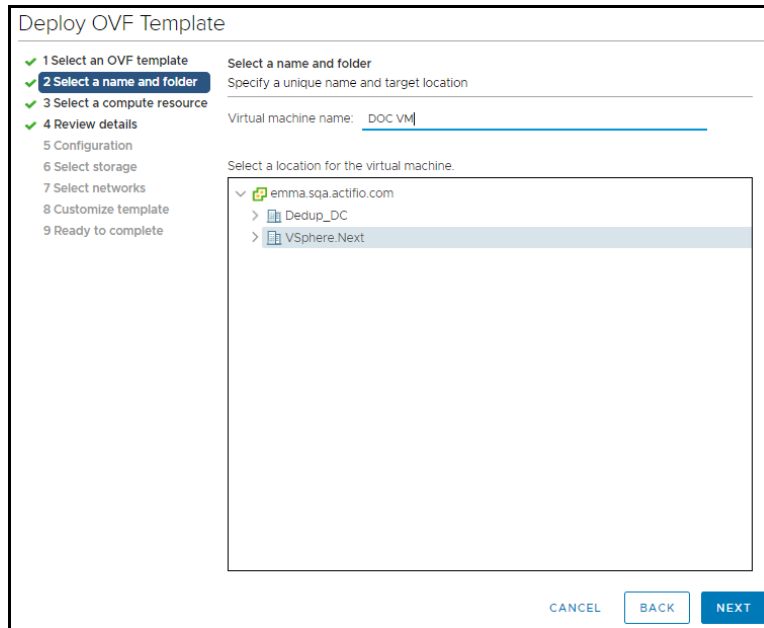 Deploy OVF Template
1 Select an OVF template
2 Select a name and folder
3 Select a compute resource
4 Review details
5 Configuration
6 Select storage
7 Select networks
8 Customize template
9 Ready to complete
Select a name and folder
Specify a unique name and target location
Virtual machine name: DOC VM
Select a location for the virtual machine.
emma.sqa.actifio.com
Dedup_DC
VSphere.Next
CANCEL BACK NEXT